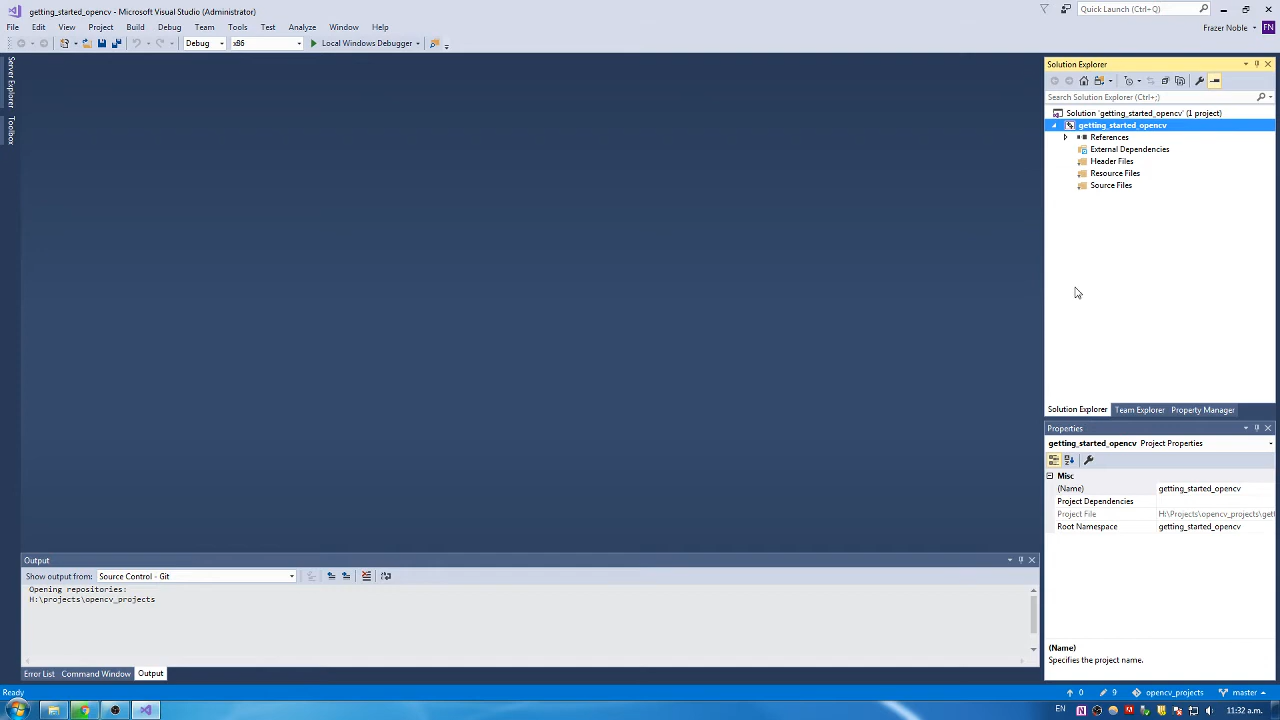 getting_started_opencv - Microsoft Visual Studio (Administrator)
Quick Launch (Ctrl+Q)
File Edit View Project Build Debug Team Tools Test Analyze Window Help
Frazer Noble FN
Debug x86 Local Windows Debugger
Server Explorer
Toolbox
Solution Explorer
Search Solution Explorer (Ctrl+;)
Solution 'getting_started_opencv' (1 project)
getting_started_opencv
References
External Dependencies
Header Files
Resource Files
Source Files
Solution Explorer Team Explorer Property Manager
Properties
getting_started_opencv Project Properties
Misc
(Name) getting_started_opencv
Project Dependencies
Project File H:\Projects\opencv_projects\gett
Root Namespace getting_started_opencv
(Name)
Specifies the project name.
Output
Show output from: Source Control - Git
Opening repositories:
H:\projects\opencv_projects
Error List Command Window Output
Ready 0 9 opencv_projects master
EN 11:32 a.m.